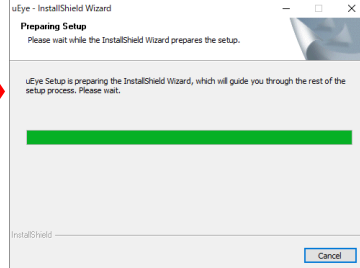 uEye - InstallShield Wizard
Preparing Setup
Please wait while the InstallShield Wizard prepares the setup.
uEye Setup is preparing the InstallShield Wizard, which will guide you through the rest of the
setup process. Please wait.
InstallShield
Cancel